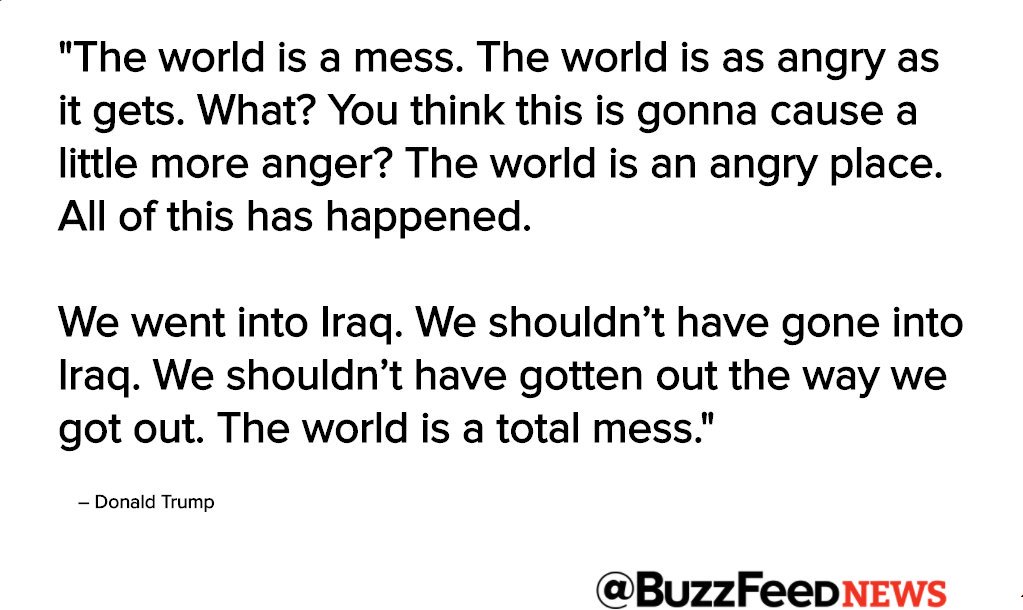 "The world is a mess. The world is as angry as
it gets. What? You think this is gonna cause a
little more anger? The world is an angry place.
All of this has happened.
We went into Iraq. We shouldn’t have gone into
Iraq. We shouldn’t have gotten out the way we
got out. The world is a total mess."
– Donald Trump
@BuzzFeedNEWS